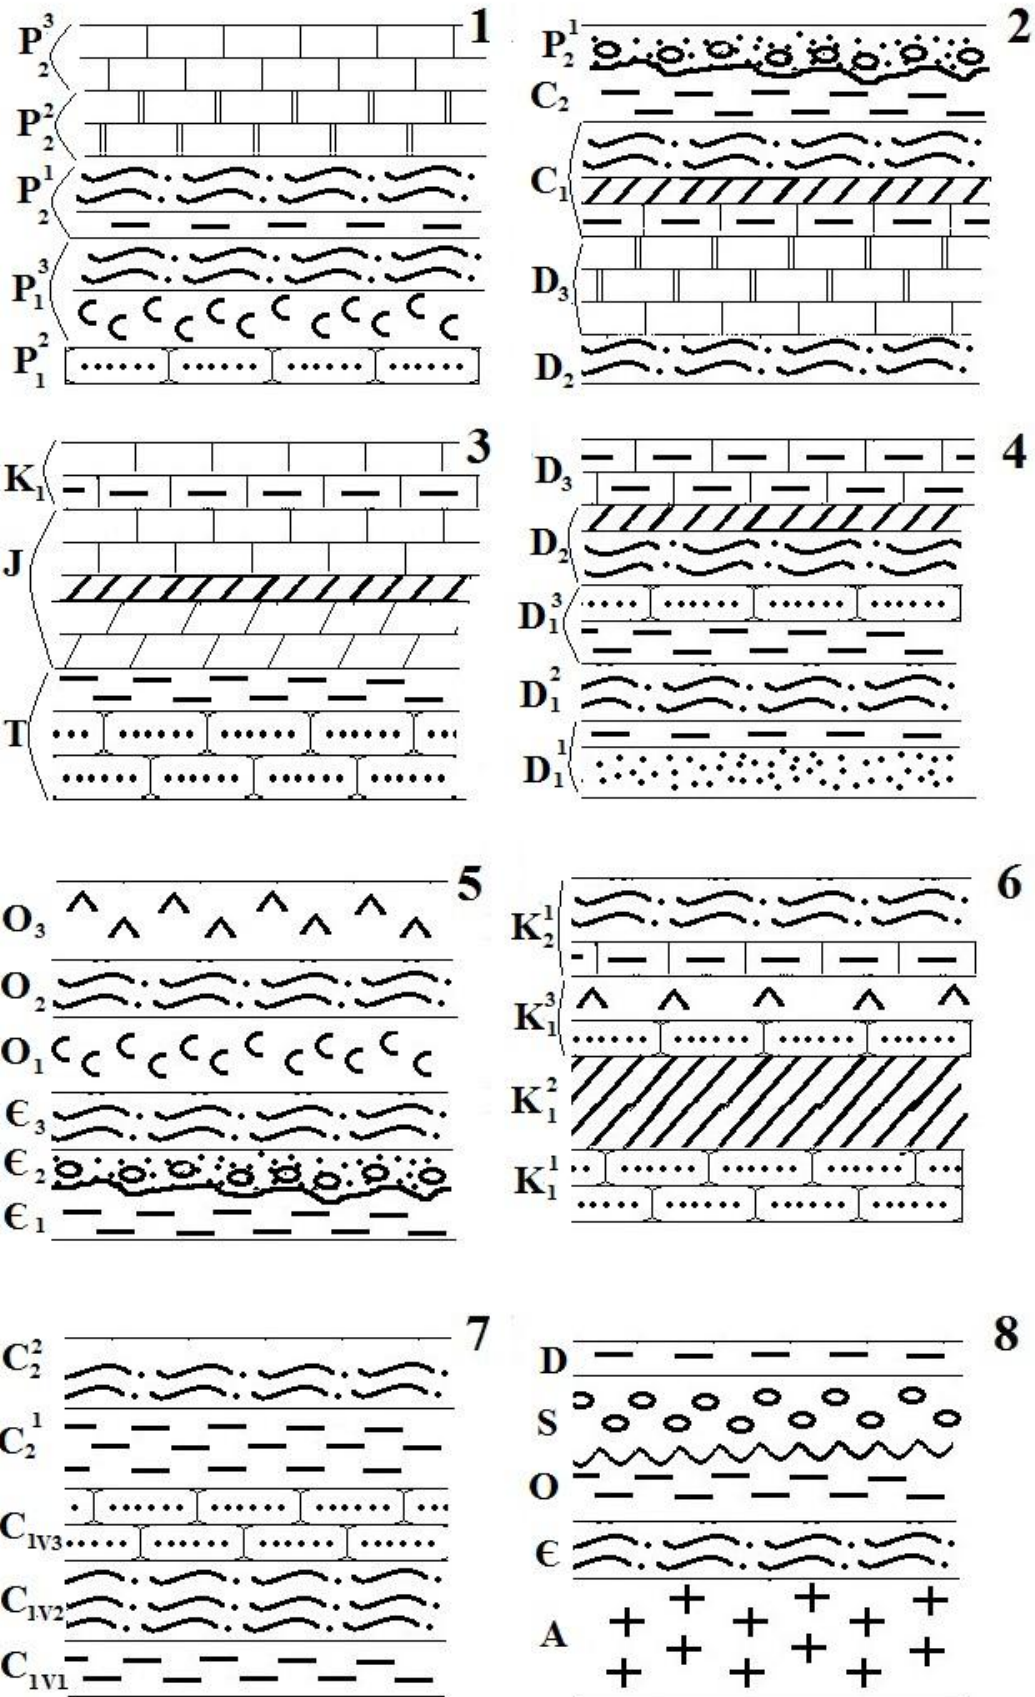 1
P₂³
P₂²
P₂¹
P₁³
P₁²
2
P₂¹
C₂
C₁
D₃
D₂
3
K₁
J
T
4
D₃
D₂
D₁³
D₁²
D₁¹
5
O₃
O₂
O₁
Є₃
Є₂
Є₁
6
K₂¹
K₁³
K₁²
K₁¹
7
C₂²
C₂¹
C₁V3
C₁V2
C₁V1
8
D
S
O
Є
A